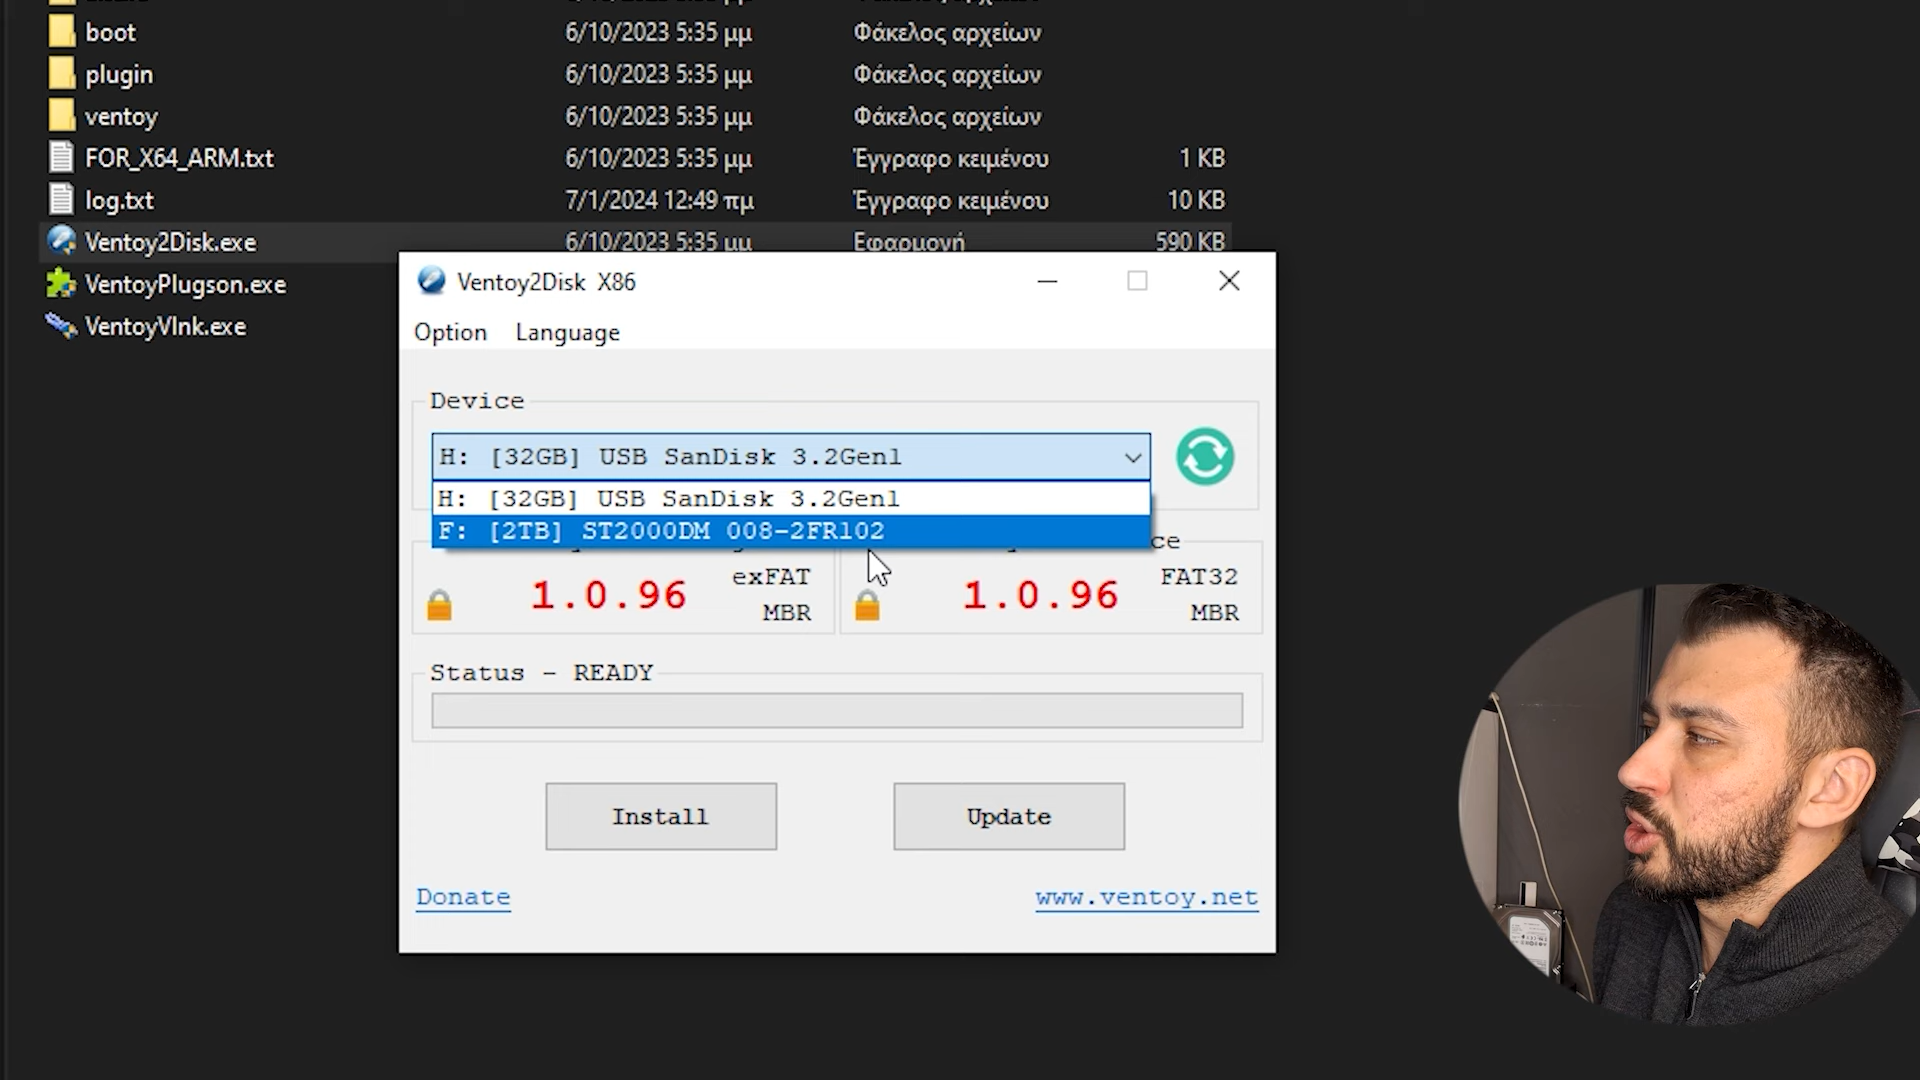 boot 6/10/2023 5:35 μμ Φάκελος αρχείων
plugin 6/10/2023 5:35 μμ Φάκελος αρχείων
ventoy 6/10/2023 5:35 μμ Φάκελος αρχείων
FOR_X64_ARM.txt 6/10/2023 5:35 μμ Έγγραφο κειμένου 1 KB
log.txt 7/1/2024 12:49 πμ Έγγραφο κειμένου 10 KB
Ventoy2Disk.exe 6/10/2023 5:35 μμ Εφαρμογή 590 KB
VentoyPlugson.exe
VentoyVlnk.exe
Ventoy2Disk X86
Option Language
Device
H: [32GB] USB SanDisk 3.2Gen1
H: [32GB] USB SanDisk 3.2Gen1
F: [2TB] ST2000DM 008-2FR102
1.0.96 exFAT MBR
1.0.96 FAT32 MBR
Status - READY
Install Update
Donate www.ventoy.net